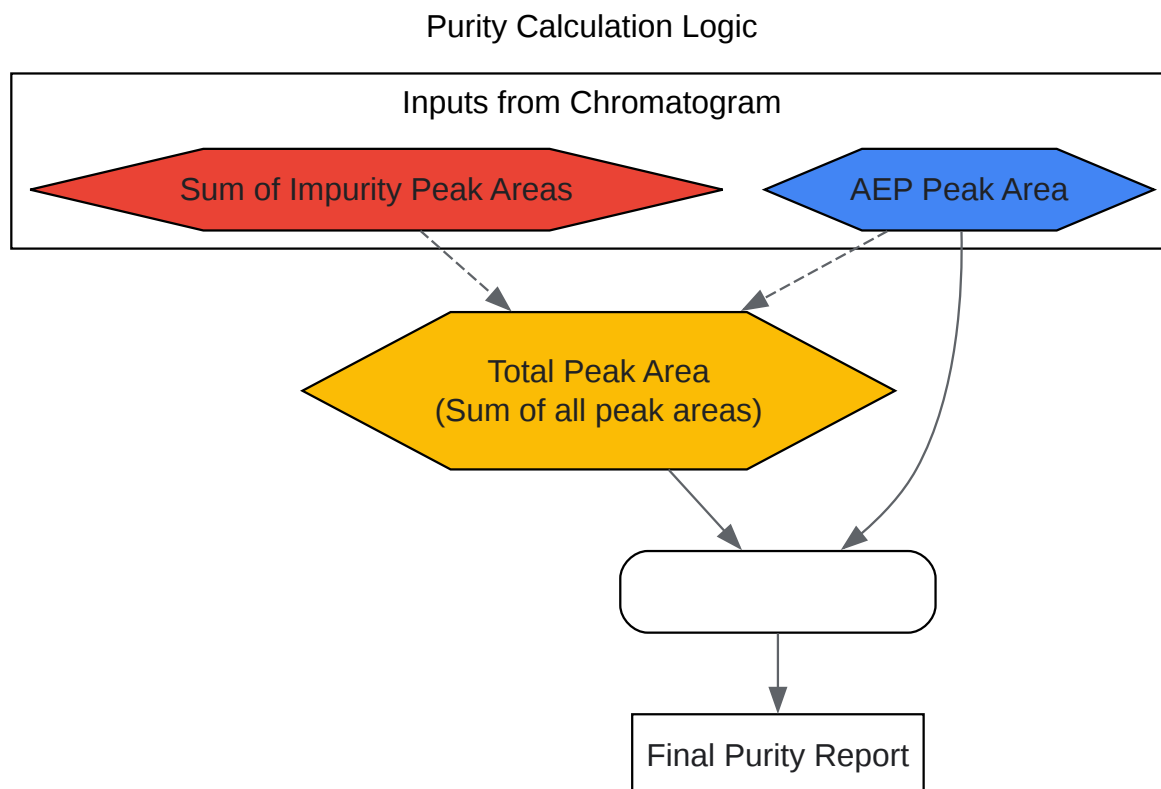 Purity Calculation Logic
Inputs from Chromatogram
Sum of Impurity Peak Areas
AEP Peak Area
Total Peak Area
(Sum of all peak areas)
Final Purity Report